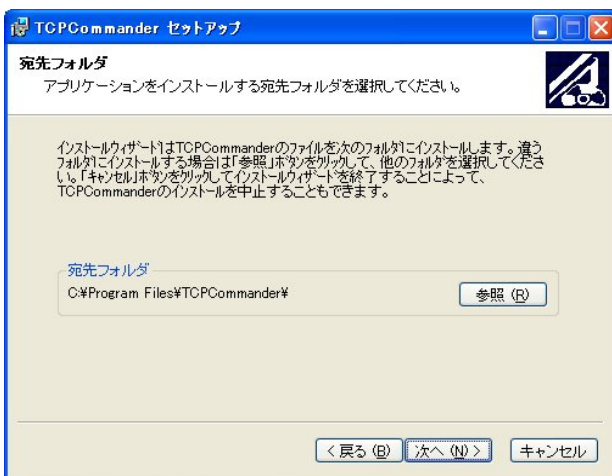 TCPCommander セットアップ
宛先フォルダ
アプリケーションをインストールする宛先フォルダを選択してください。
インストールウィザードはTCPCommanderのファイルを次のフォルダにインストールします。違う
フォルダにインストールする場合は「参照」ボタンをクリックして、他のフォルダを選択してくださ
い。「キャンセル」ボタンをクリックしてインストールウィザードを終了することによって、
TCPCommanderのインストールを中止することもできます。
宛先フォルダ
C:¥Program Files¥TCPCommander¥
参照 (R)
< 戻る (B) 次へ (N) > キャンセル